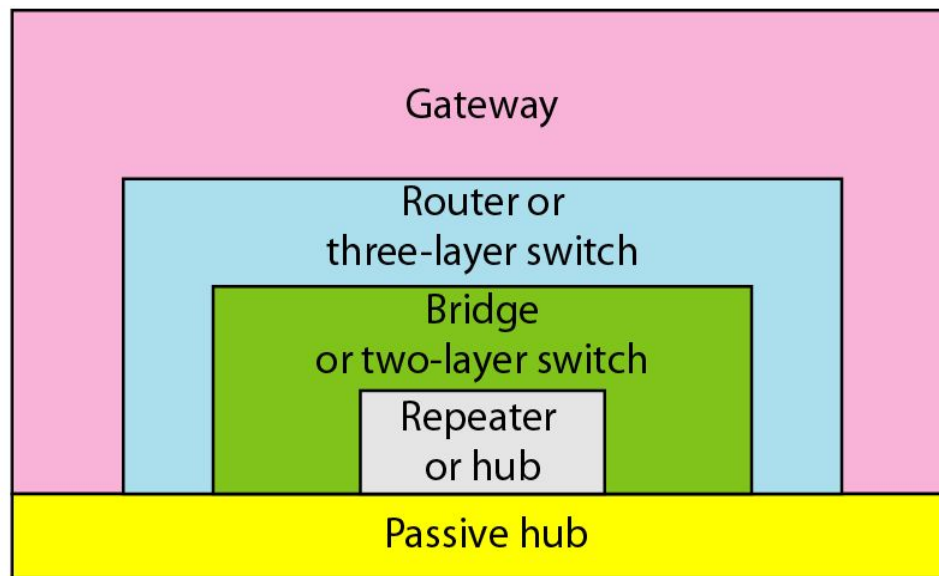 Gateway
Router or
three-layer switch
Bridge
or two-layer switch
Repeater
or hub
Passive hub